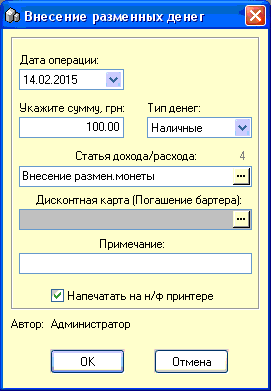 Внесение разменных денег
Дата операции:
14.02.2015
Укажите сумму, грн: Тип денег:
100.00 Наличные
Статья дохода/расхода: 4
Внесение размен.монеты ...
Дисконтная карта (Погашение бартера):
...
Примечание:
Напечатать на н/ф принтере
Автор: Администратор
OK Отмена